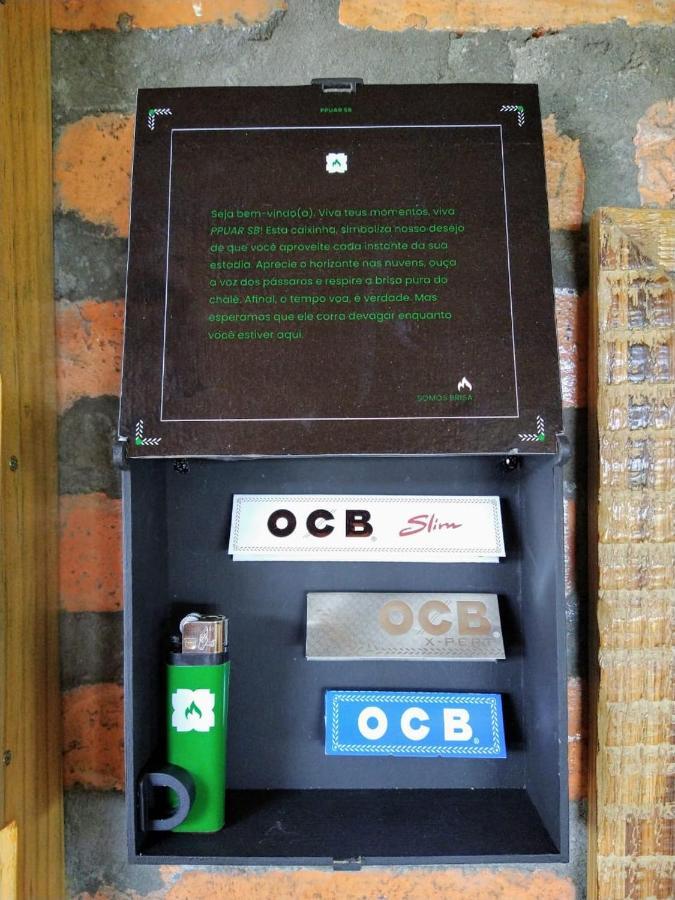 PPUAR SB
Seja bem-vindo(a). Viva teus momentos, viva
PPUAR SB! Esta caixinha, simboliza nosso desejo
de que você aproveite cada instante da sua
estadia. Aprecie o horizonte nas nuvens, ouça
a voz dos pássaros e respire a brisa pura do
chalé. Afinal, o tempo voa, é verdade. Mas
esperamos que ele corra devagar enquanto
você estiver aqui.
SOMOS BRISA
OCB Slim
OCB
X-PERT
OCB